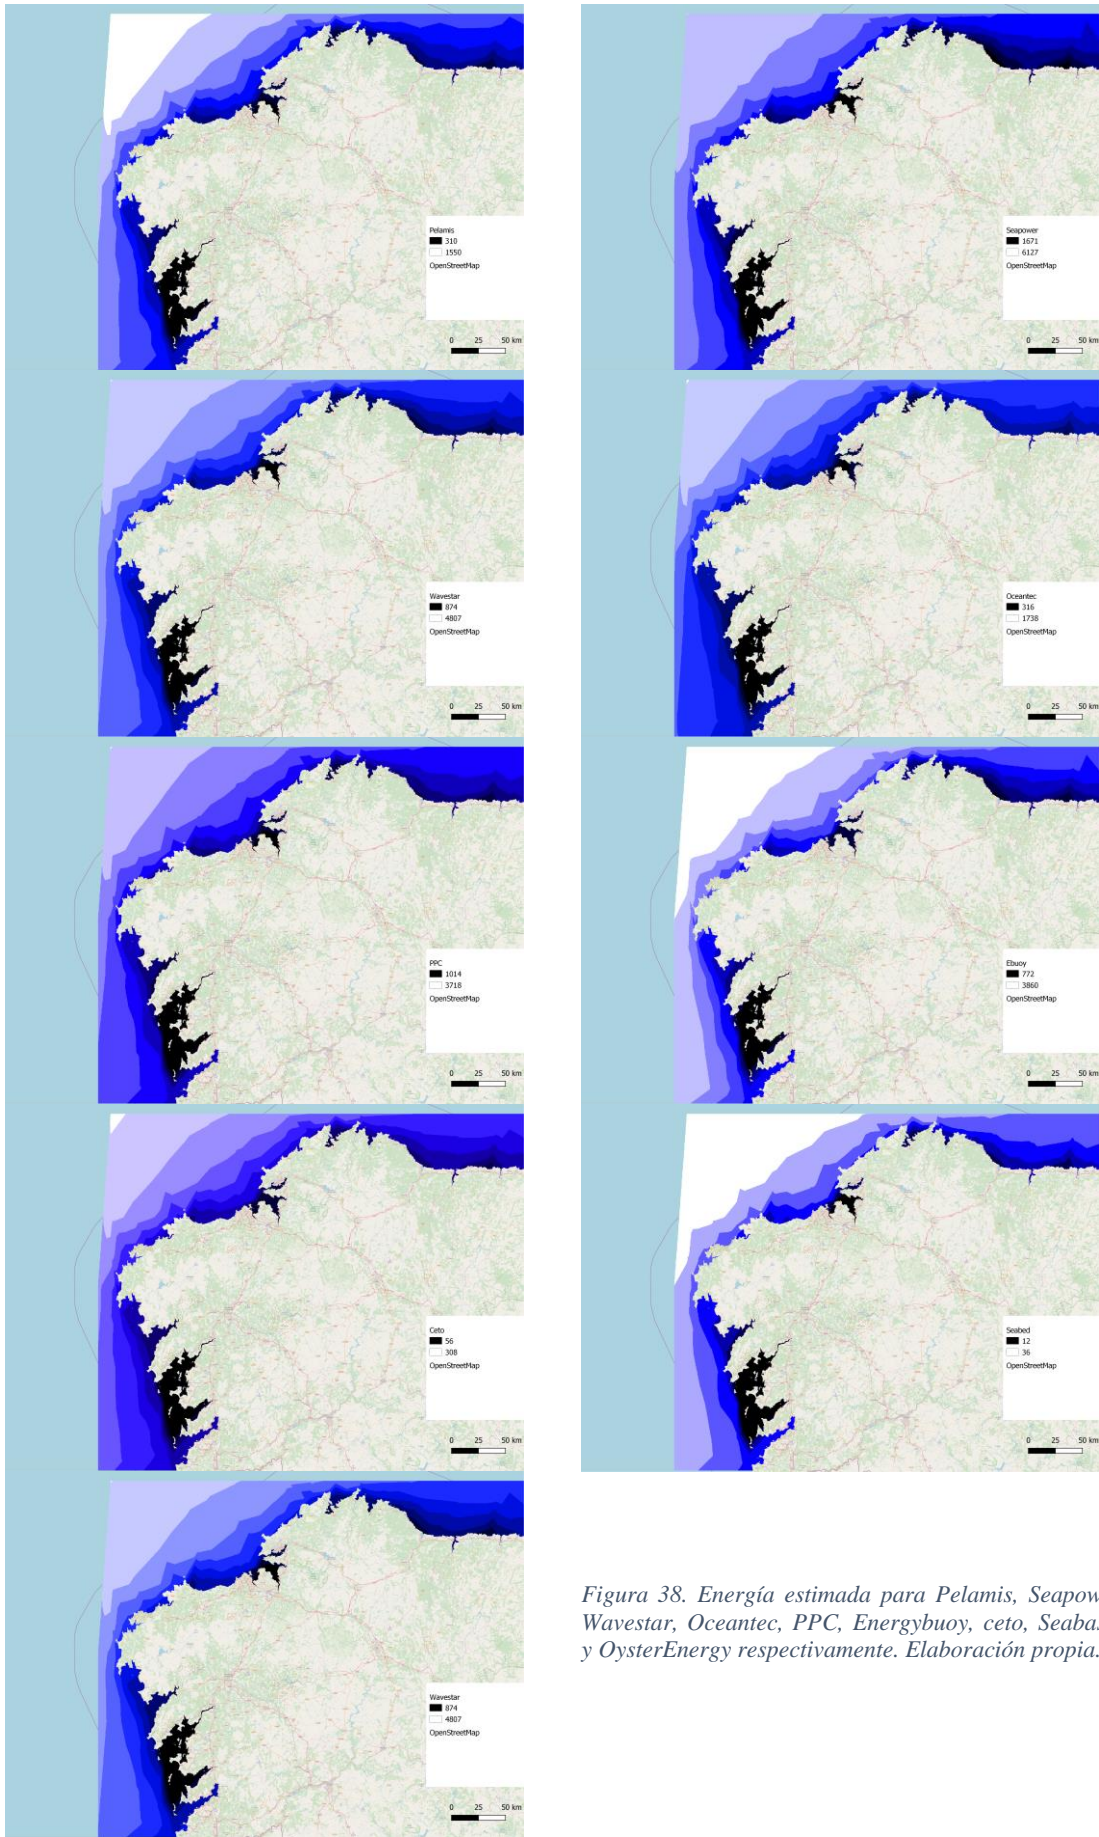 Pelamis
310
1550
OpenStreetMap
0 25 50 km
Seapower
1671
6127
OpenStreetMap
0 25 50 km
Wavestar
874
4807
OpenStreetMap
0 25 50 km
Oceantec
316
1738
OpenStreetMap
0 25 50 km
PPC
1014
3718
OpenStreetMap
0 25 50 km
Ebuoy
772
3860
OpenStreetMap
0 25 50 km
Ceto
56
308
OpenStreetMap
0 25 50 km
Seabed
12
36
OpenStreetMap
0 25 50 km
Wavestar
874
4807
OpenStreetMap
0 25 50 km
Figura 38. Energía estimada para Pelamis, Seapow
Wavestar, Oceantec, PPC, Energybuoy, ceto, Seaba
y OysterEnergy respectivamente. Elaboración propia.